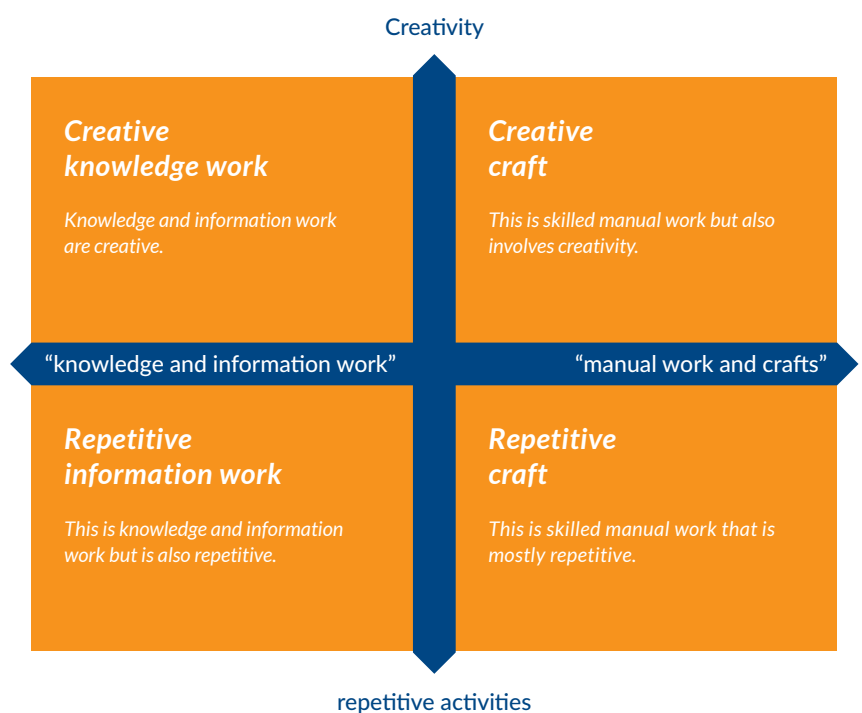 Creativity
Creative
knowledge work
Knowledge and information work
are creative.
Creative
craft
This is skilled manual work but also
involves creativity.
“knowledge and information work”
“manual work and crafts”
Repetitive
information work
This is knowledge and information
work but is also repetitive.
Repetitive
craft
This is skilled manual work that is
mostly repetitive.
repetitive activities